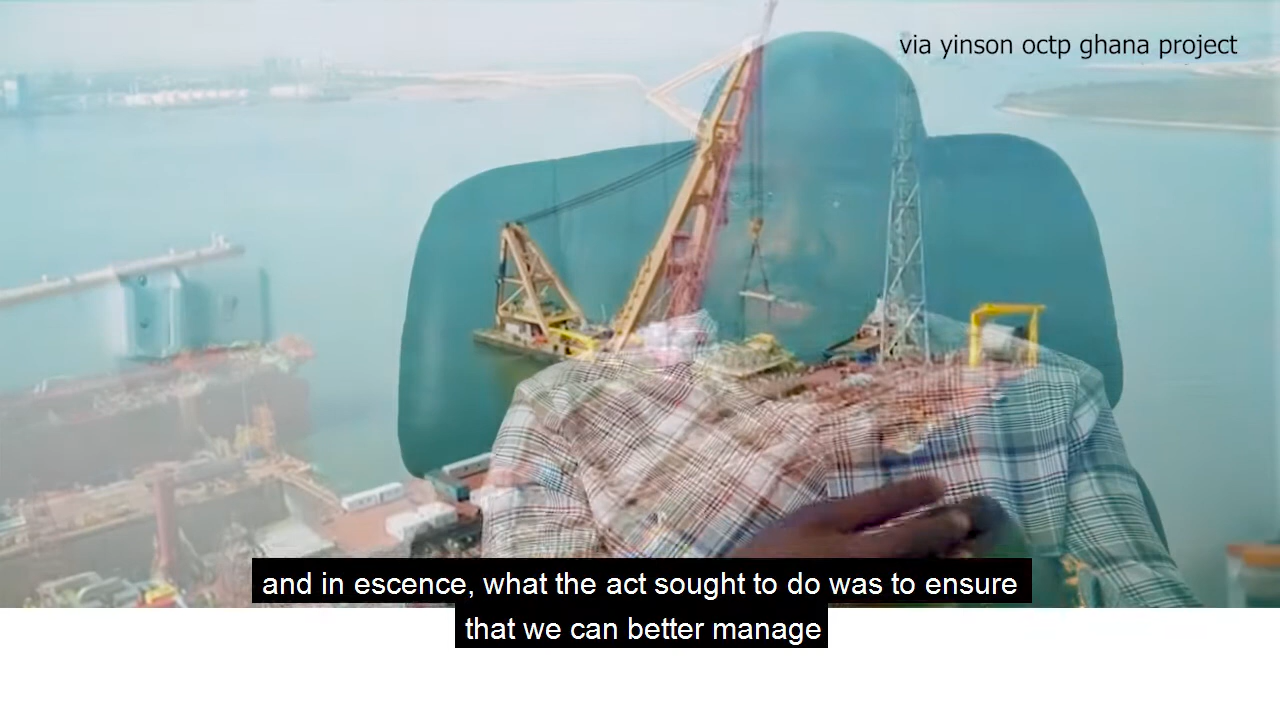 via yinson octp ghana project
and in escence, what the act sought to do was to ensure
that we can better manage